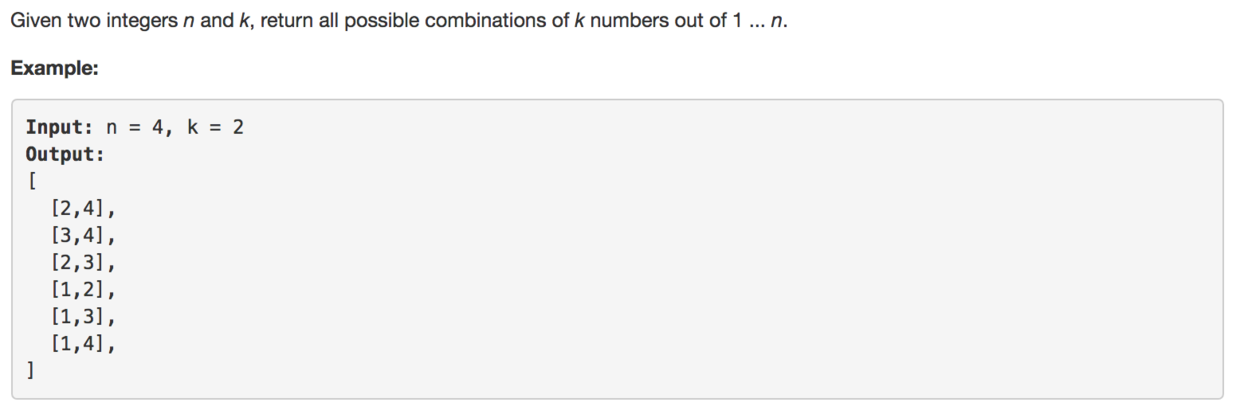 Given two integers n and k, return all possible combinations of k numbers out of 1 ... n.
Example:
Input: n = 4, k = 2
Output:
[
  [2,4],
  [3,4],
  [2,3],
  [1,2],
  [1,3],
  [1,4],
]